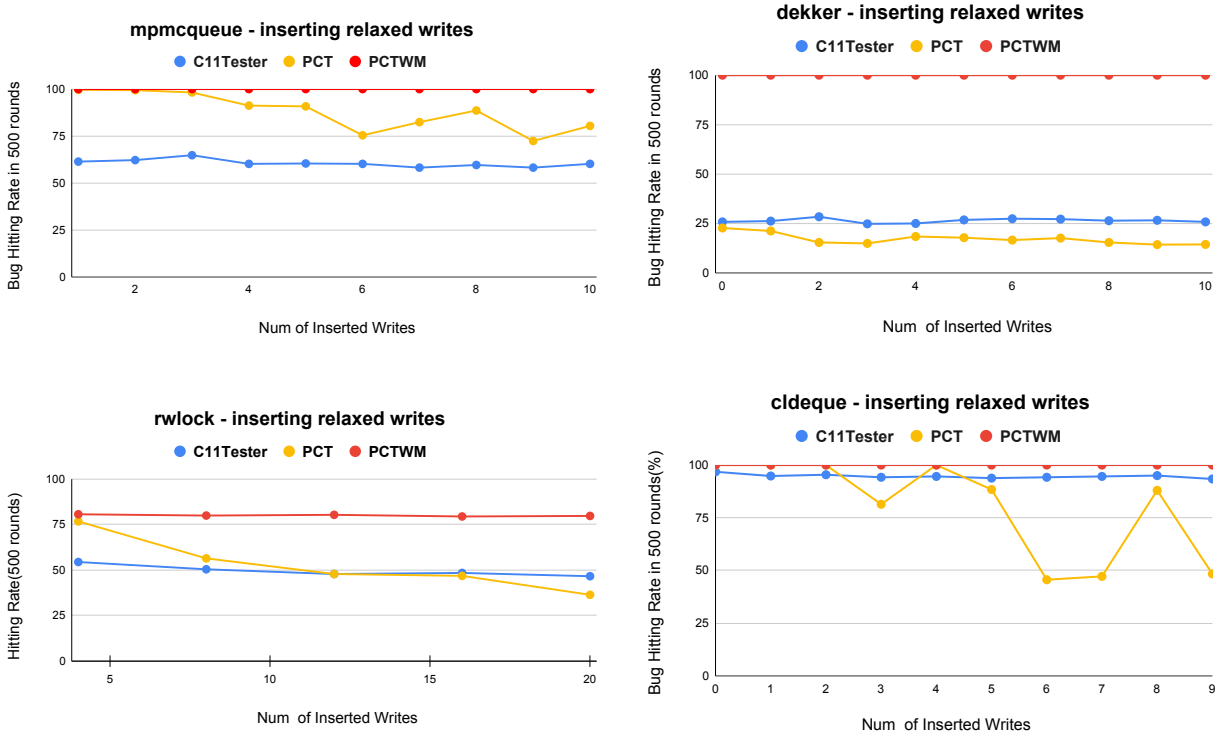 mpmcqueue - inserting relaxed writes
C11Tester PCT PCTWM
Bug Hitting Rate in 500 rounds
100
75
50
25
0
2 4 6 8 10
Num of Inserted Writes
dekker - inserting relaxed writes
C11Tester PCT PCTWM
Bug Hitting Rate in 500 rounds
100
75
50
25
0
0 2 4 6 8 10
Num of Inserted Writes
rwlock - inserting relaxed writes
C11Tester PCT PCTWM
Hitting Rate(500 rounds)
100
75
50
25
0
5 10 15 20
Num of Inserted Writes
cldeque - inserting relaxed writes
C11Tester PCT PCTWM
Bug Hitting Rate in 500 rounds(%)
100
75
50
25
0
0 1 2 3 4 5 6 7 8 9
Num of Inserted Writes